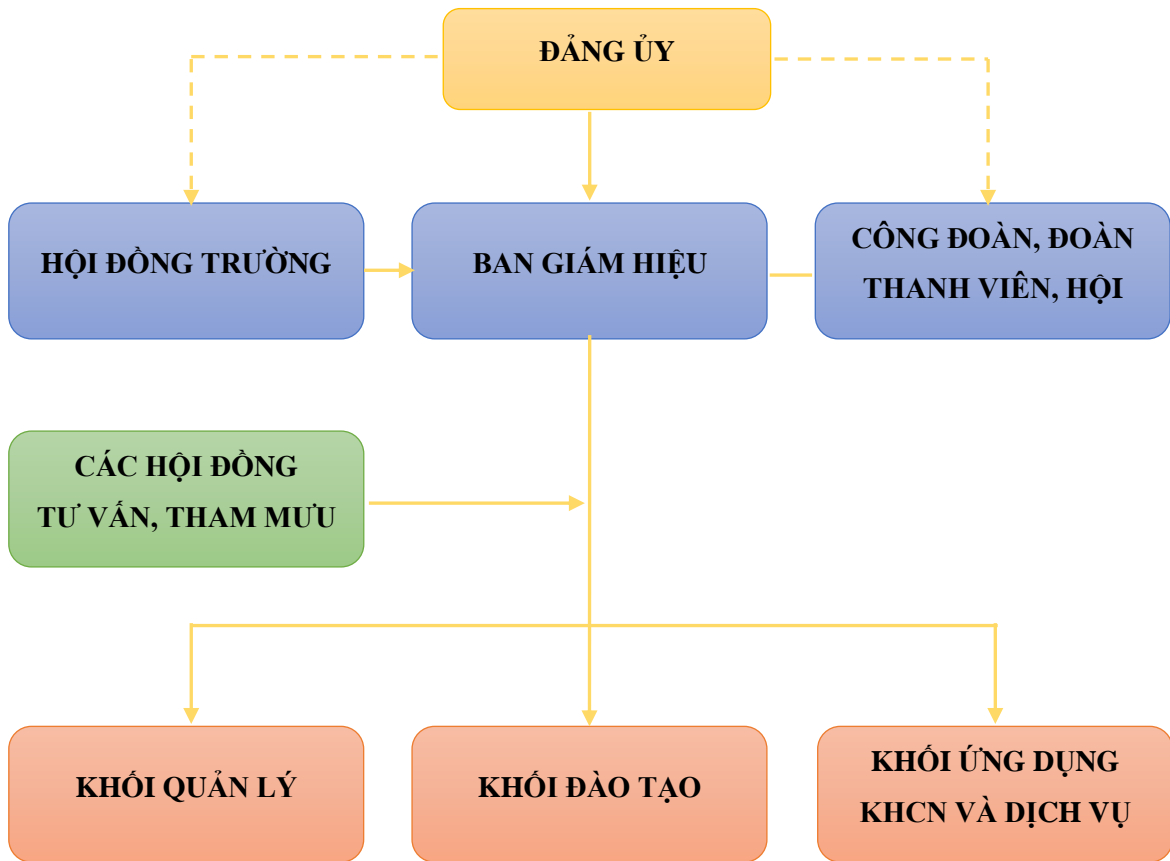 ĐẢNG ỦY
HỘI ĐỒNG TRƯỜNG
BAN GIÁM HIỆU
CÔNG ĐOÀN, ĐOÀN
THANH VIÊN, HỘI
CÁC HỘI ĐỒNG
TƯ VẤN, THAM MƯU
KHỐI QUẢN LÝ
KHỐI ĐÀO TẠO
KHỐI ỨNG DỤNG
KHCN VÀ DỊCH VỤ